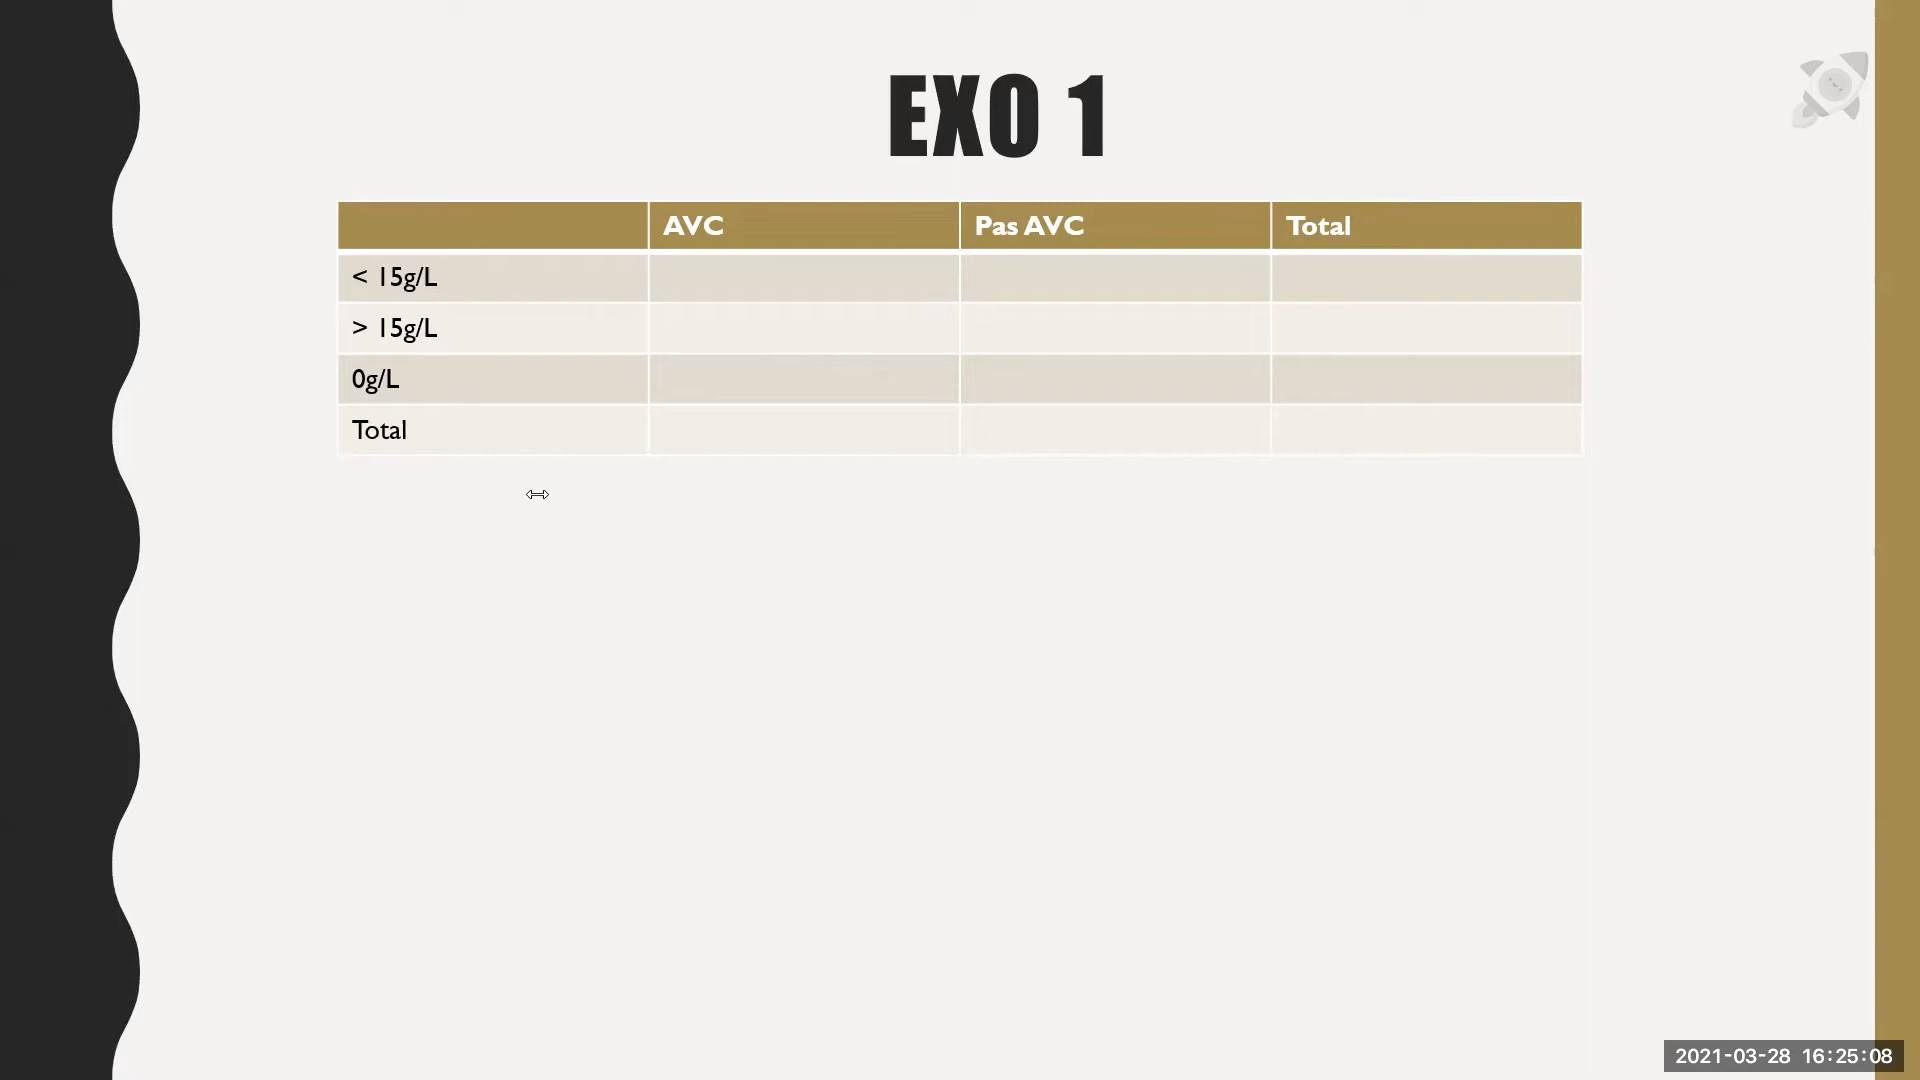 EXO 1
AVC Pas AVC Total
< 15g/L
> 15g/L
0g/L
Total
2021-03-28 16:25:08